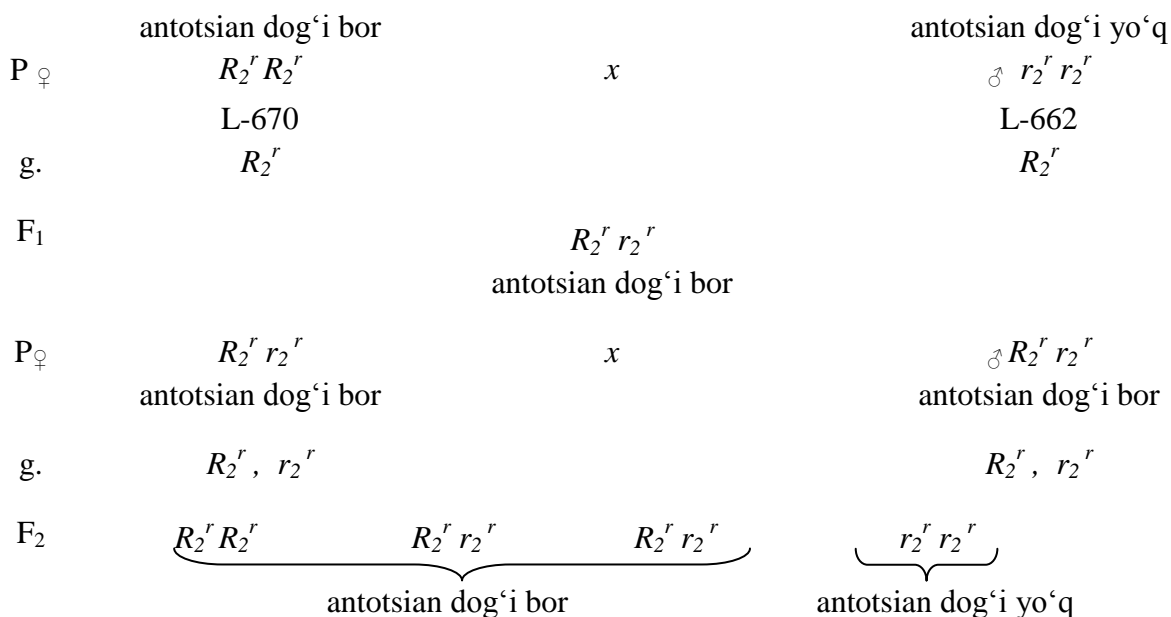 antotsian dog‘i bor antotsian dog‘i yo‘q
P ♀ R₂ʳ R₂ʳ x ♂ r₂ʳ r₂ʳ
L-670 L-662
g. R₂ʳ R₂ʳ
F₁ R₂ʳ r₂ʳ
antotsian dog‘i bor
P♀ R₂ʳ r₂ʳ x ♂ R₂ʳ r₂ʳ
antotsian dog‘i bor antotsian dog‘i bor
g. R₂ʳ , r₂ʳ R₂ʳ , r₂ʳ
F₂ R₂ʳ R₂ʳ R₂ʳ r₂ʳ R₂ʳ r₂ʳ r₂ʳ r₂ʳ
antotsian dog‘i bor antotsian dog‘i yo‘q